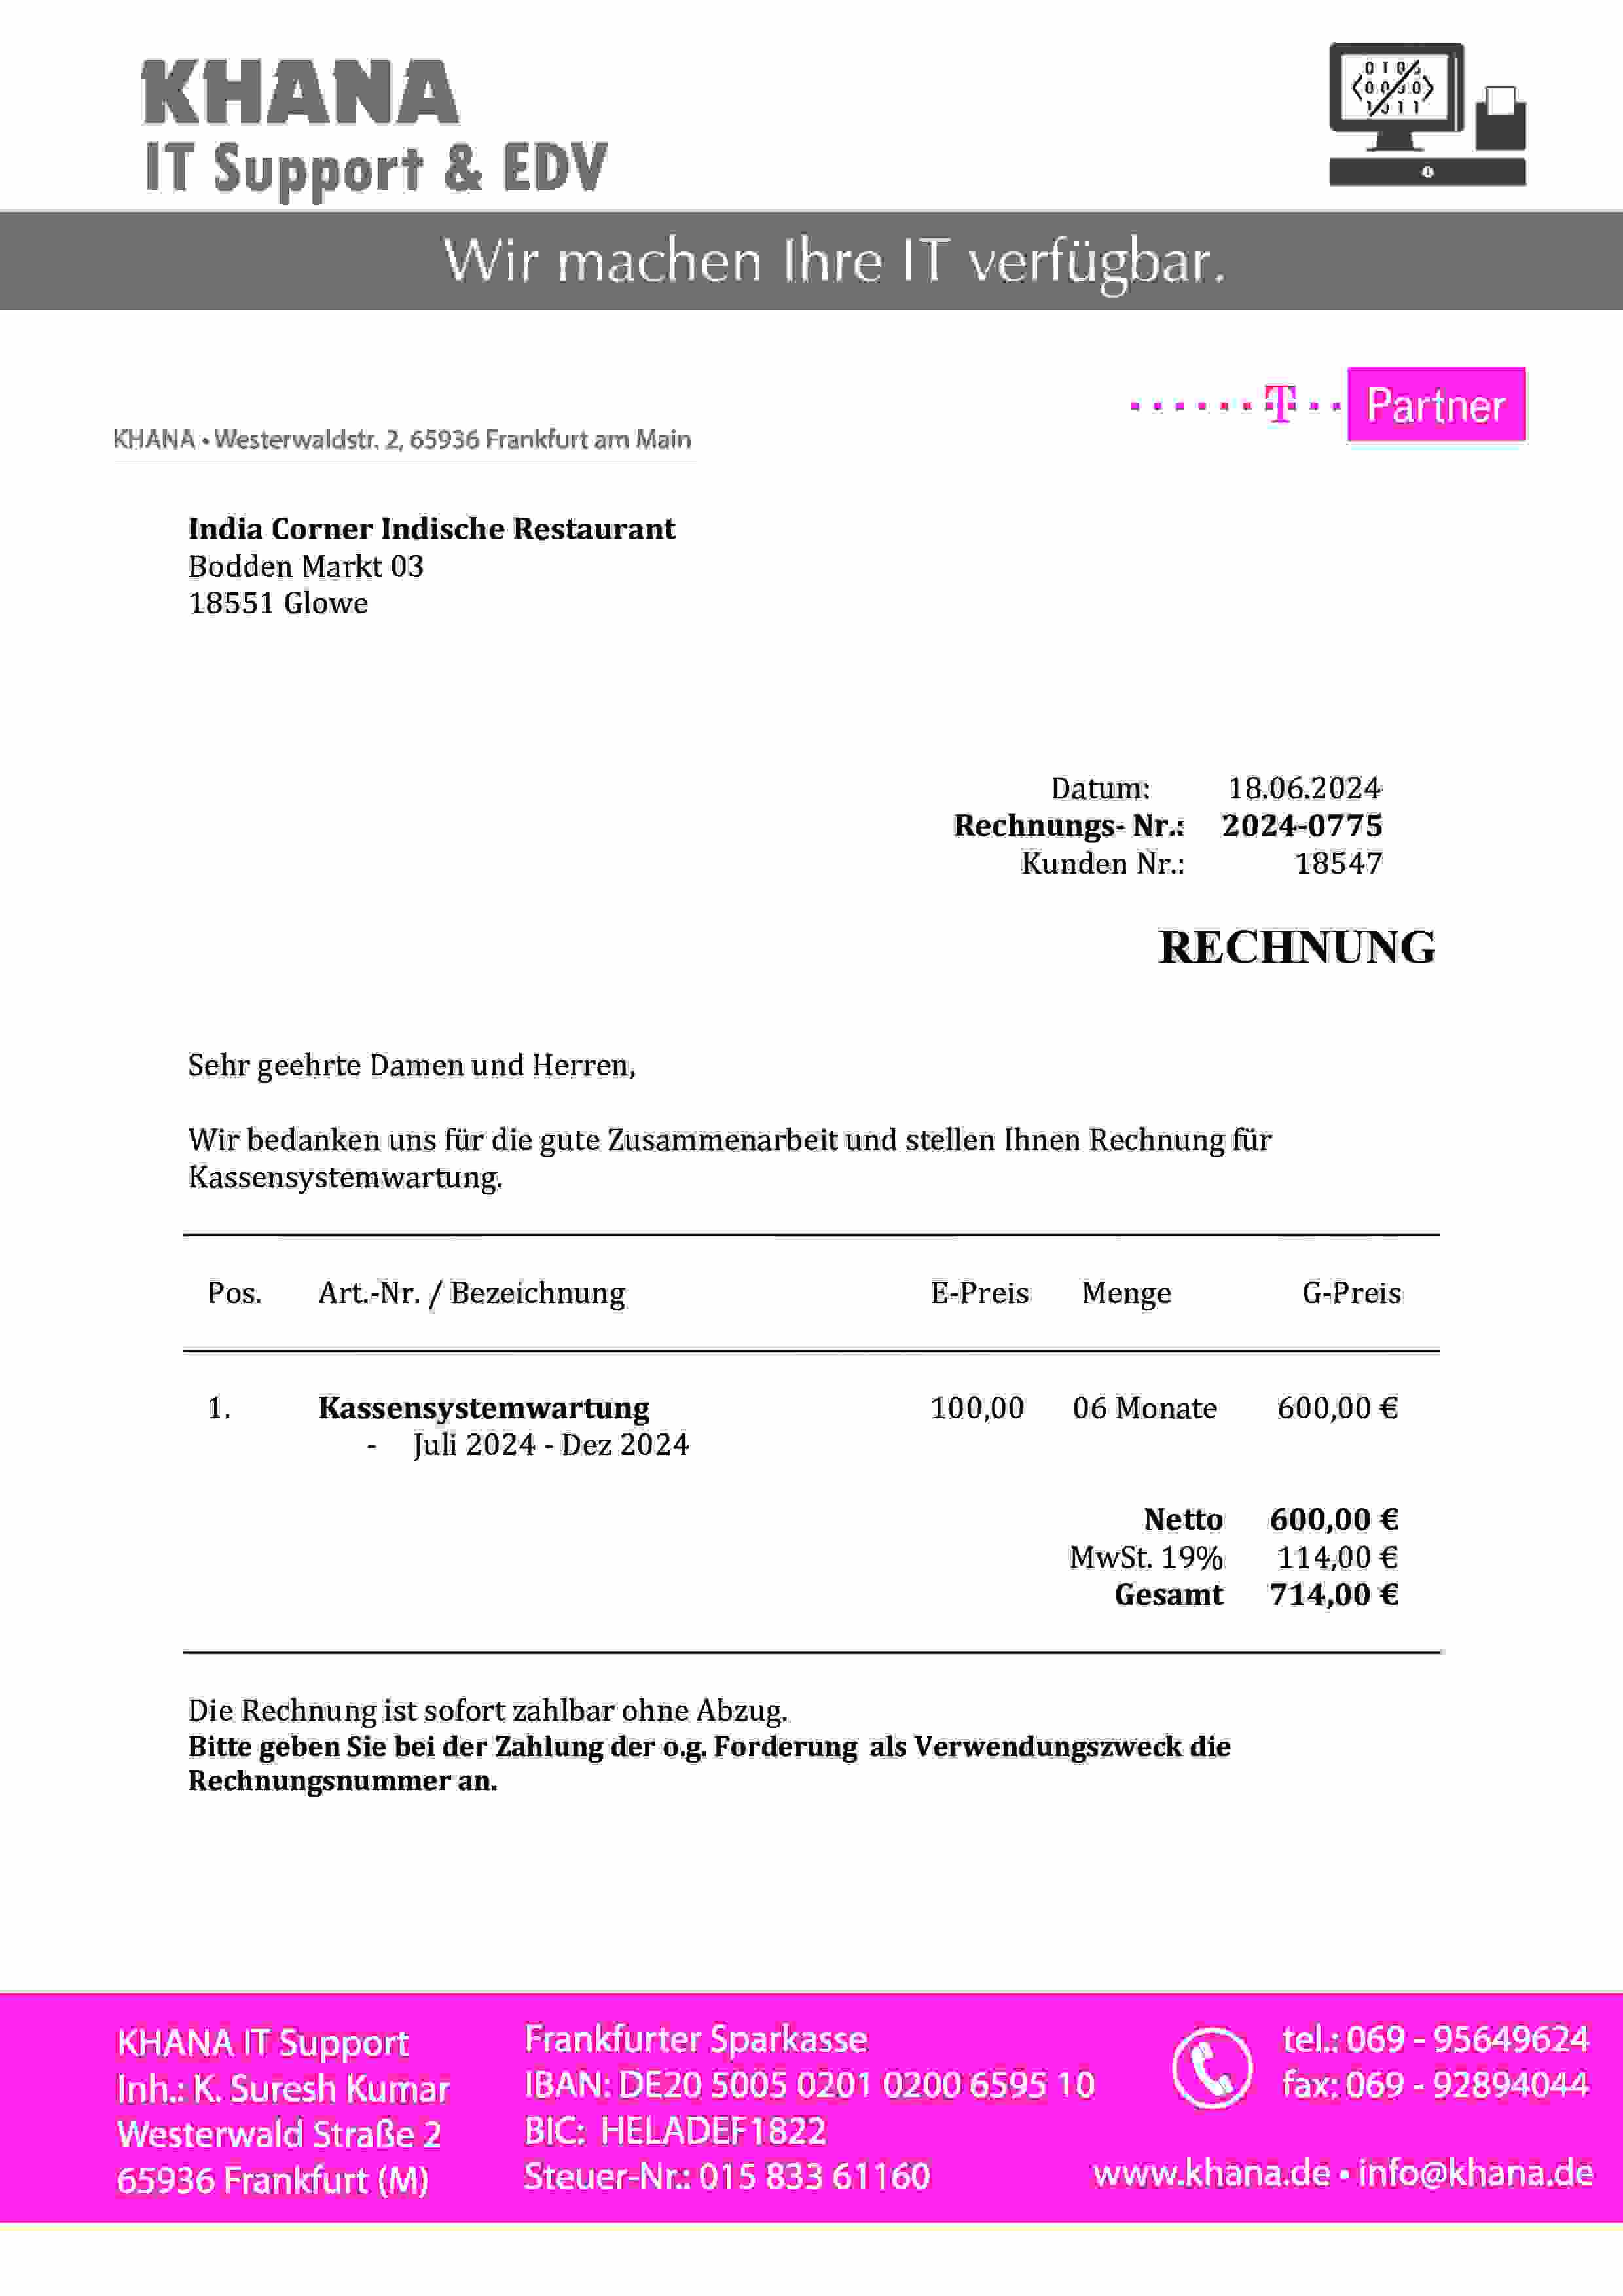 KHANA
IT Support & EDV
Wir machen Ihre IT verfügbar.
T Partner
KHANA • Westerwaldstr. 2, 65936 Frankfurt am Main
India Corner Indische Restaurant
Bodden Markt 03
18551 Glowe
Datum: 18.06.2024
Rechnungs- Nr.: 2024-0775
Kunden Nr.: 18547
RECHNUNG
Sehr geehrte Damen und Herren,
Wir bedanken uns für die gute Zusammenarbeit und stellen Ihnen Rechnung für
Kassensystemwartung.
Pos. Art.-Nr. / Bezeichnung E-Preis Menge G-Preis
1. Kassensystemwartung 100,00 06 Monate 600,00 €
- Juli 2024 - Dez 2024
Netto 600,00 €
MwSt. 19% 114,00 €
Gesamt 714,00 €
Die Rechnung ist sofort zahlbar ohne Abzug.
Bitte geben Sie bei der Zahlung der o.g. Forderung als Verwendungszweck die
Rechnungsnummer an.
KHANA IT Support
Inh.: K. Suresh Kumar
Westerwald Straße 2
65936 Frankfurt (M)
Frankfurter Sparkasse
IBAN: DE20 5005 0201 0200 6595 10
BIC: HELADEF1822
Steuer-Nr.: 015 833 61160
tel.: 069 - 95649624
fax: 069 - 92894044
www.khana.de • info@khana.de